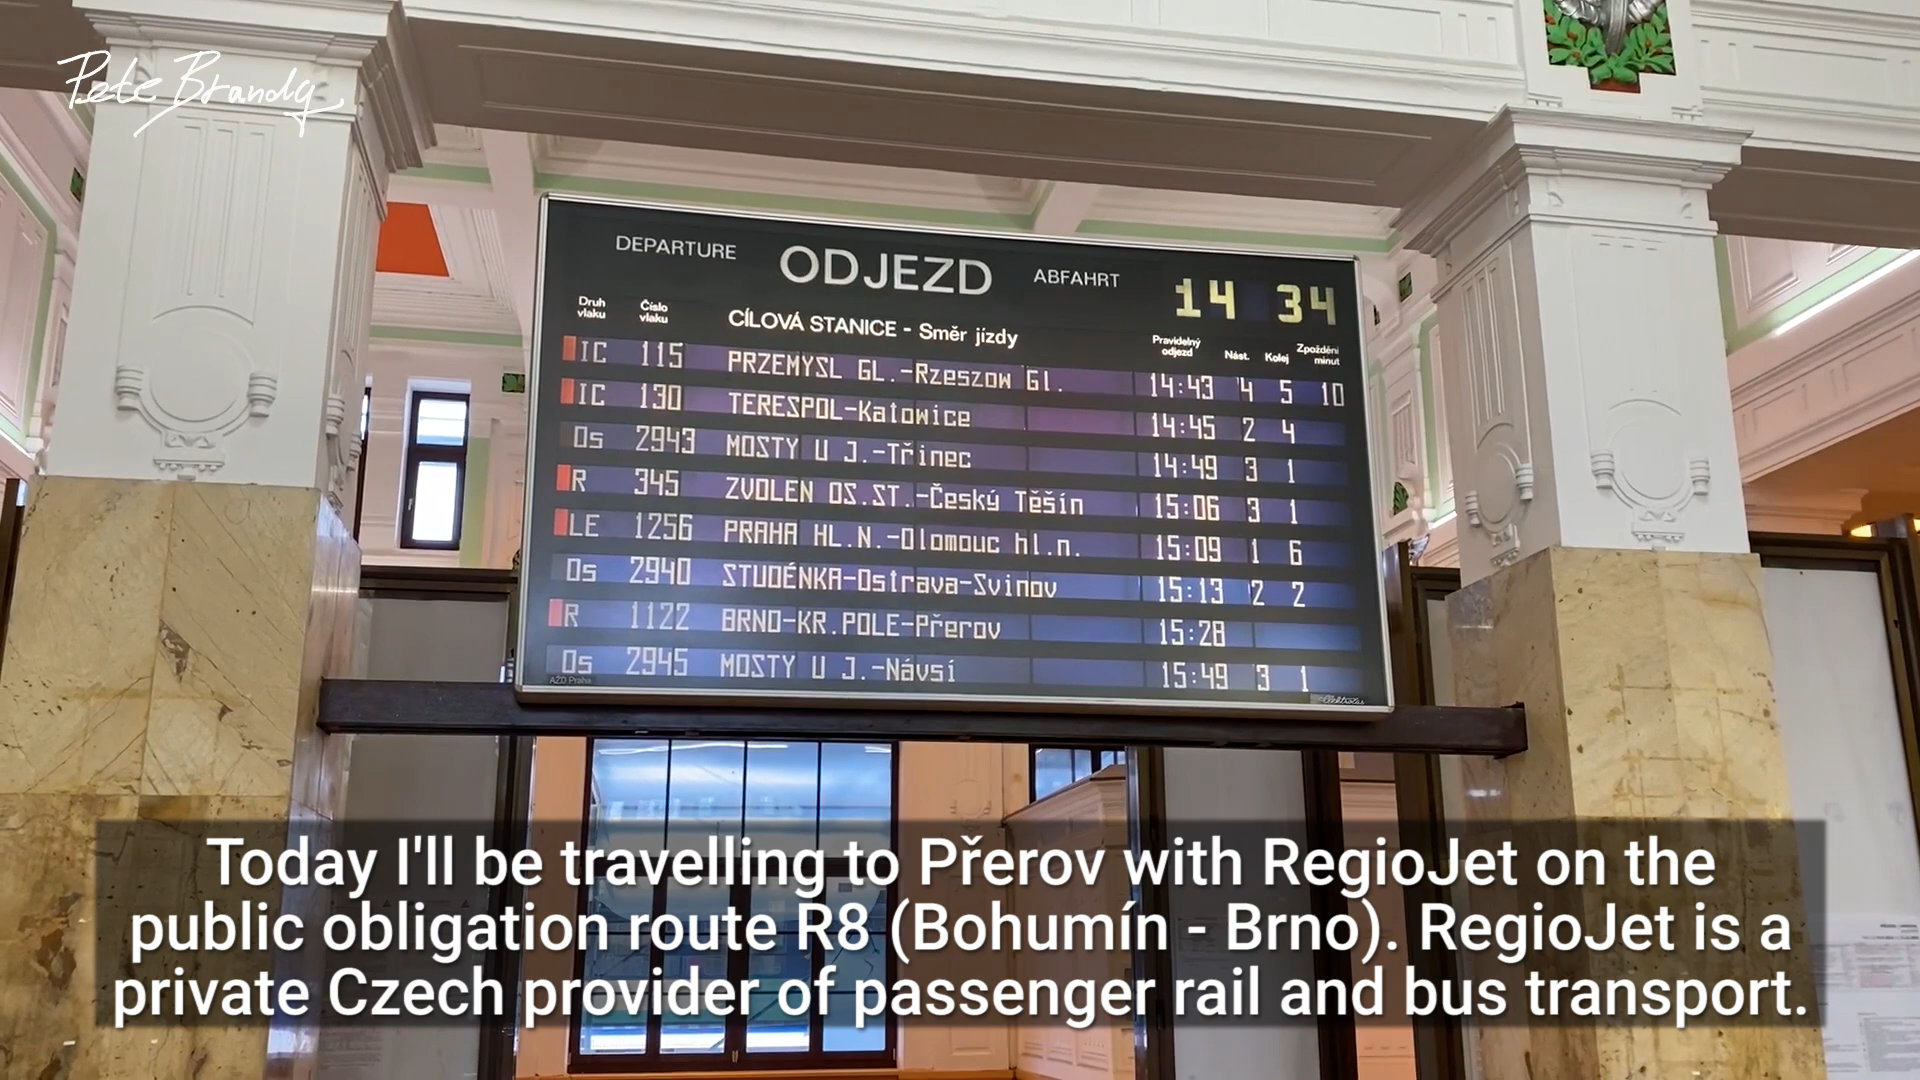 Pete Brandy
DEPARTURE ODJEZD ABFAHRT 14 34
Druh vlaku Číslo vlaku CÍLOVÁ STANICE - Směr jízdy Pravidelný odjezd Nást. Kolej Zpoždění minut
IC 115 PRZEMYSL GL.-Rzeszow Gl. 14:43 4 5 10
IC 130 TERESPOL-Katowice 14:45 2 4
Os 2943 MOSTY U J.-Třinec 14:49 3 1
R 345 ZVOLEN OS.ST.-Český Těšín 15:06 3 1
LE 1256 PRAHA HL.N.-Olomouc hl.n. 15:09 1 6
Os 2940 STUDÉNKA-Ostrava-Svinov 15:13 2 2
R 1122 BRNO-KR.POLE-Přerov 15:28
Os 2945 MOSTY U J.-Návsí 15:49 3 1
AŽD Praha
Today I'll be travelling to Přerov with RegioJet on the
public obligation route R8 (Bohumín - Brno). RegioJet is a
private Czech provider of passenger rail and bus transport.